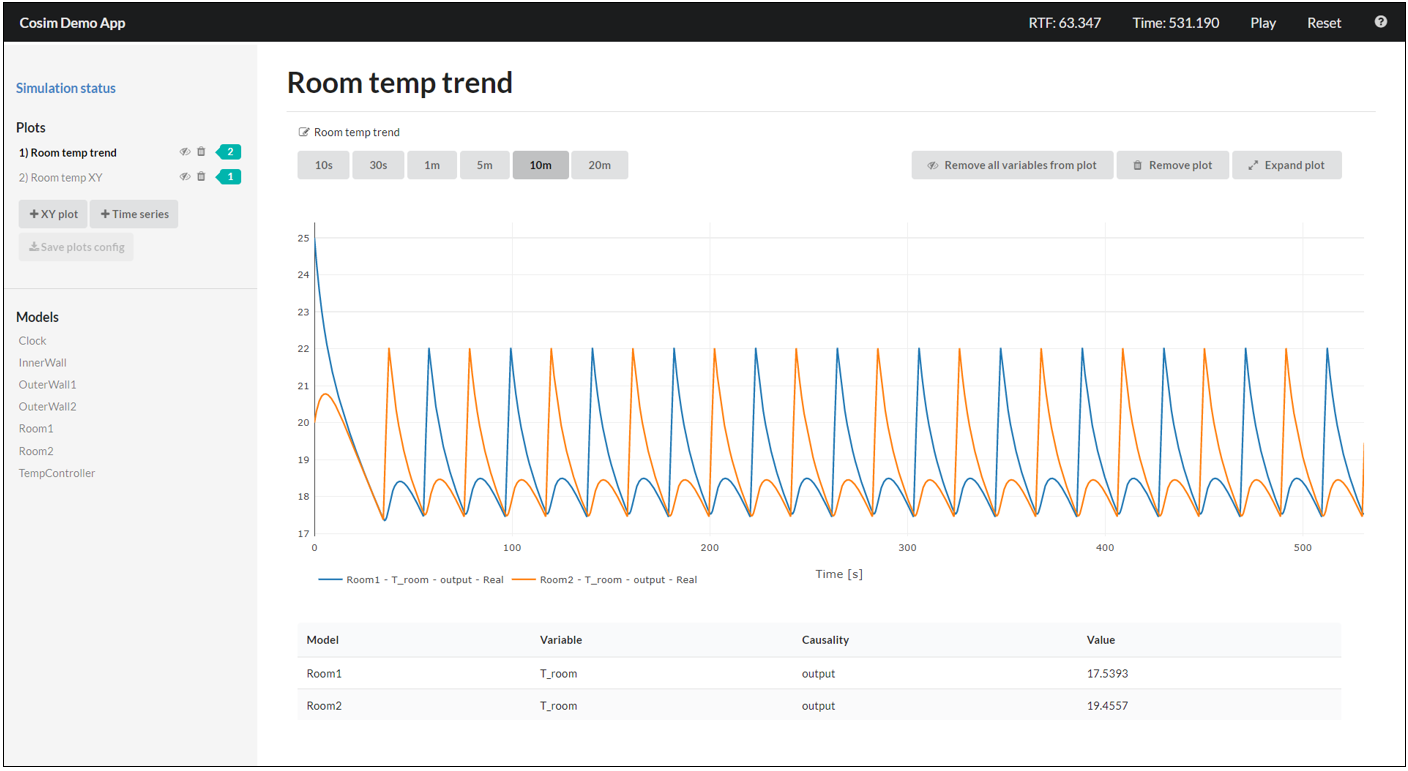 Cosim Demo App RTF: 63.347 Time: 531.190 Play Reset ?
Simulation status
Plots
1) Room temp trend 2
2) Room temp XY 1
+ XY plot + Time series
Save plots config
Models
Clock
InnerWall
OuterWall1
OuterWall2
Room1
Room2
TempController
Room temp trend
Room temp trend
10s 30s 1m 5m 10m 20m Remove all variables from plot Remove plot Expand plot
25
24
23
22
21
20
19
18
17
0 100 200 300 400 500
Time [s]
Room1 - T_room - output - Real Room2 - T_room - output - Real
Model Variable Causality Value
Room1 T_room output 17.5393
Room2 T_room output 19.4557